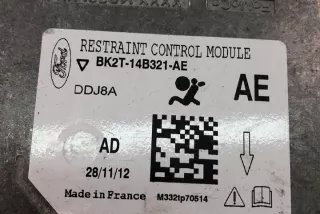 Ford
RESTRAINT CONTROL MODULE
BK2T-14B321-AE
DDJ8A
AE
AD
28/11/12
Made in France
M332tp70514